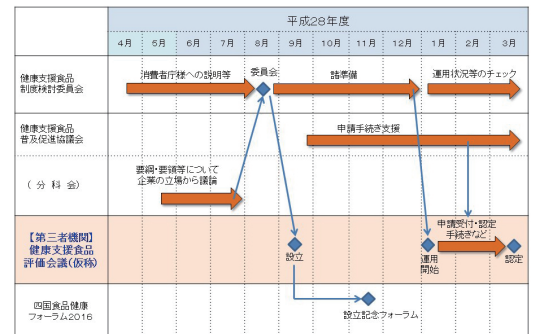 平成28年度
4月 5月 6月 7月 8月 9月 10月 11月 12月 1月 2月 3月
健康支援食品
制度検討委員会
消費者庁様への説明等
委員会
諸準備
運用状況等のチェック
健康支援食品
普及促進協議会
申請手続き支援
(分科会)
要綱・要領等について
企業の立場から議論
【第三者機関】
健康支援食品
評価会議(仮称)
設立
運用
開始
申請受付・認定
手続きなど
認定
四国食品健康
フォーラム2016
設立記念フォーラム